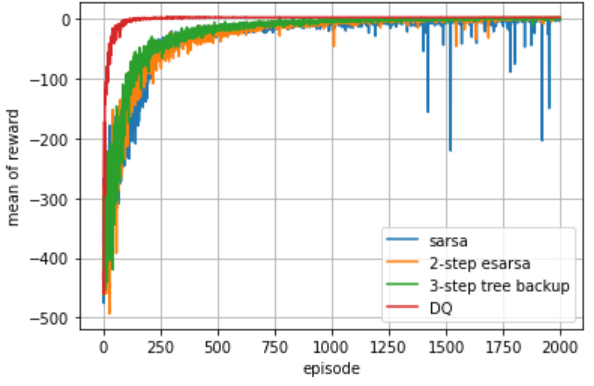 0
−100
−200
−300
−400
−500
mean of reward
sarsa
2-step esarsa
3-step tree backup
DQ
0 250 500 750 1000 1250 1500 1750 2000
episode